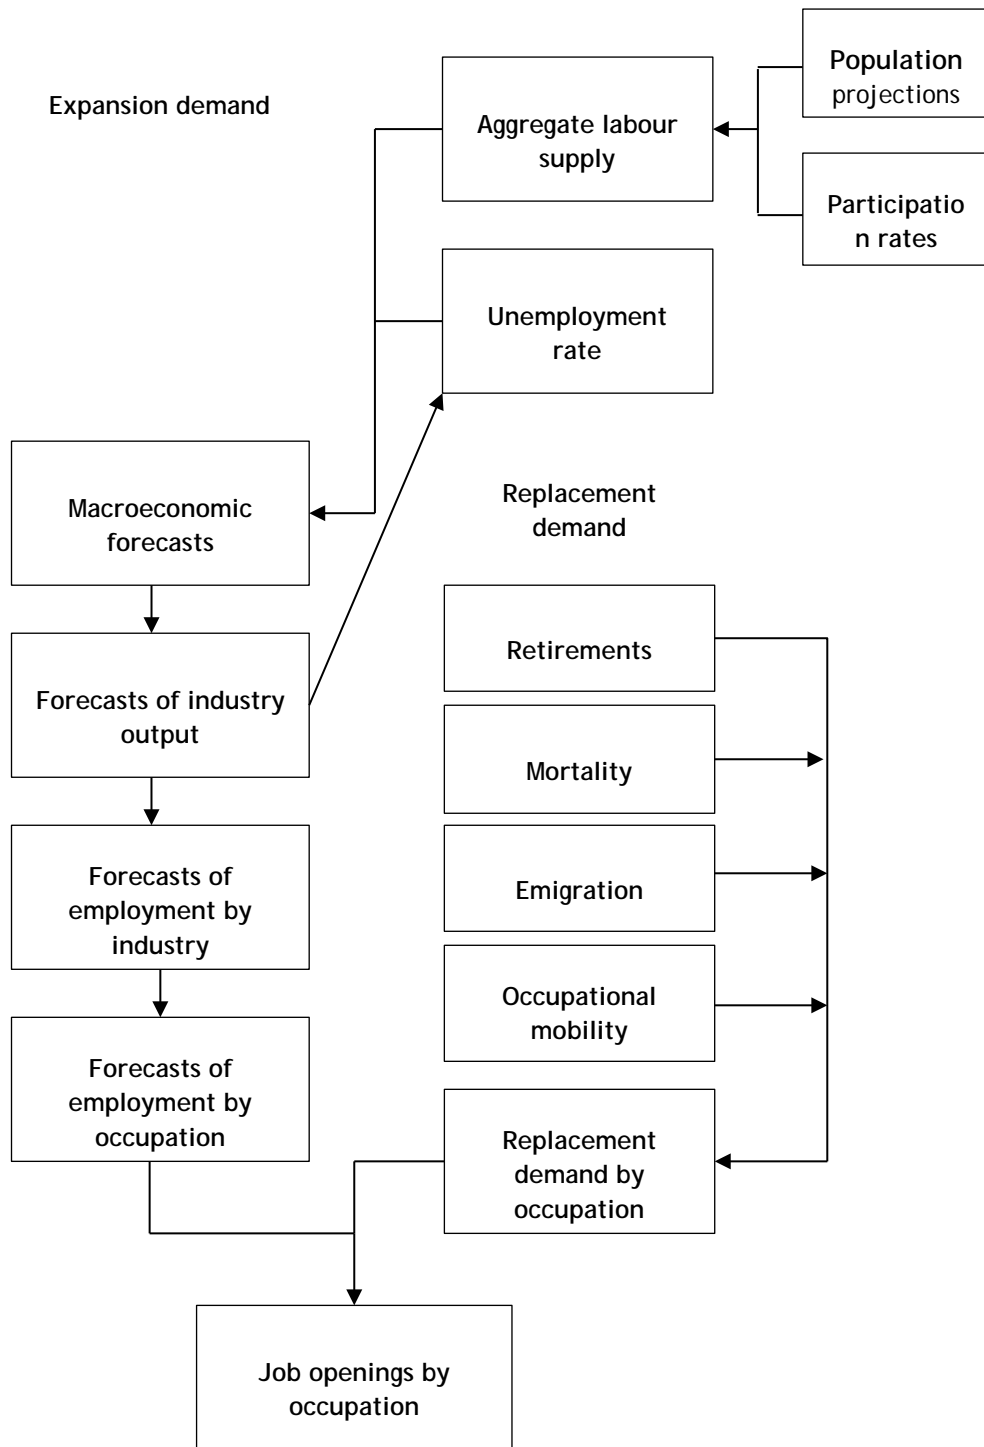 Population
projections
Expansion demand
Aggregate labour
supply
Participatio
n rates
Unemployment
rate
Macroeconomic
forecasts
Replacement
demand
Retirements
Forecasts of industry
output
Mortality
Forecasts of
employment by
industry
Emigration
Occupational
mobility
Forecasts of
employment by
occupation
Replacement
demand by
occupation
Job openings by
occupation